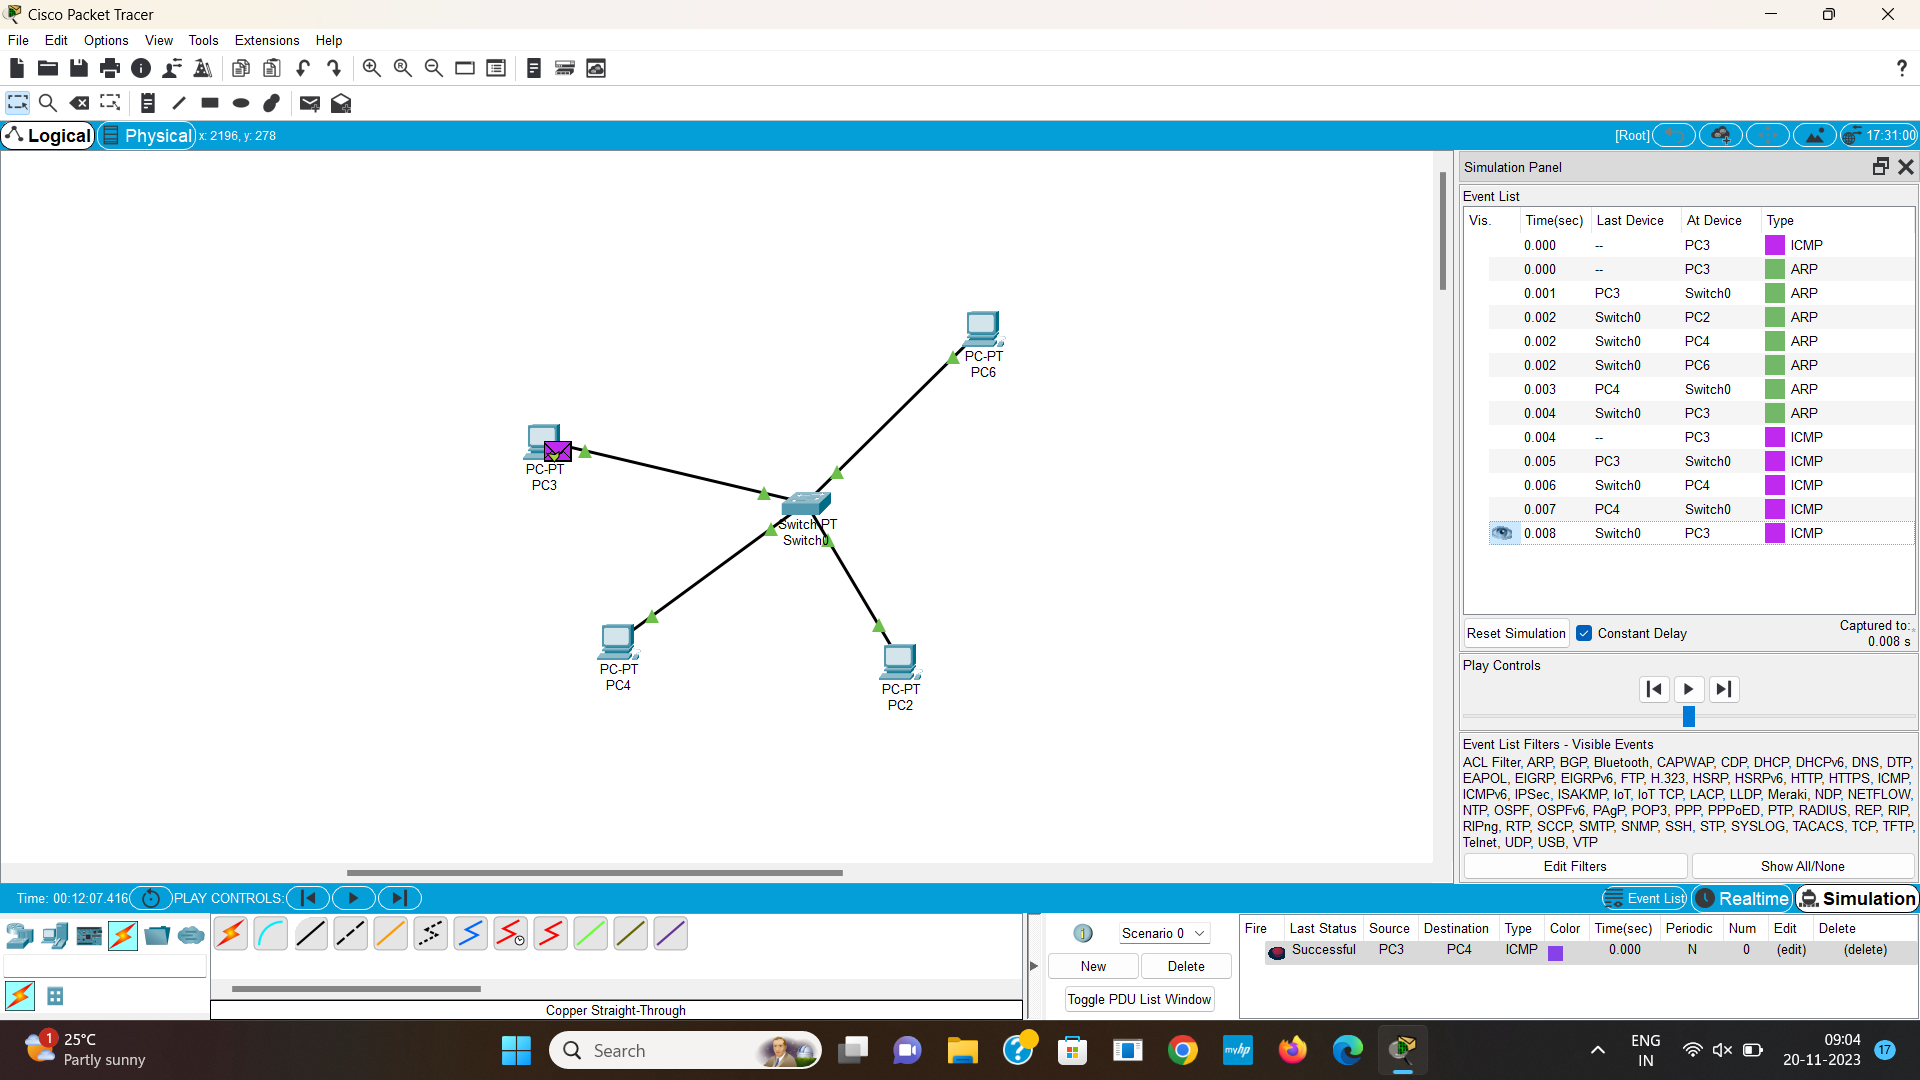 Cisco Packet Tracer
File Edit Options View Tools Extensions Help
?
Logical Physical x: 2196, y: 278 [Root] 17:31:00
PC-PT
PC6
PC-PT
PC3
Switch-PT
Switch0
PC-PT
PC4
PC-PT
PC2
Simulation Panel
Event List
Vis. Time(sec) Last Device At Device Type
0.000 -- PC3 ICMP
0.000 -- PC3 ARP
0.001 PC3 Switch0 ARP
0.002 Switch0 PC2 ARP
0.002 Switch0 PC4 ARP
0.002 Switch0 PC6 ARP
0.003 PC4 Switch0 ARP
0.004 Switch0 PC3 ARP
0.004 -- PC3 ICMP
0.005 PC3 Switch0 ICMP
0.006 Switch0 PC4 ICMP
0.007 PC4 Switch0 ICMP
0.008 Switch0 PC3 ICMP
Reset Simulation Constant Delay Captured to:
0.008 s
Play Controls
Event List Filters - Visible Events
ACL Filter, ARP, BGP, Bluetooth, CAPWAP, CDP, DHCP, DHCPv6, DNS, DTP,
EAPOL, EIGRP, EIGRPv6, FTP, H.323, HSRP, HSRPv6, HTTP, HTTPS, ICMP,
ICMPv6, IPSec, ISAKMP, IoT, IoT TCP, LACP, LLDP, Meraki, NDP, NETFLOW,
NTP, OSPF, OSPFv6, PAgP, POP3, PPP, PPPoED, PTP, RADIUS, REP, RIP,
RIPng, RTP, SCCP, SMTP, SNMP, SSH, STP, SYSLOG, TACACS, TCP, TFTP,
Telnet, UDP, USB, VTP
Edit Filters Show All/None
Time: 00:12:07.416 PLAY CONTROLS: Event List Realtime Simulation
Scenario 0
New Delete
Toggle PDU List Window
Fire Last Status Source Destination Type Color Time(sec) Periodic Num Edit Delete
Successful PC3 PC4 ICMP 0.000 N 0 (edit) (delete)
Copper Straight-Through
1
25°C
Partly sunny
Search
myhp
ENG
IN
09:04
20-11-2023
17